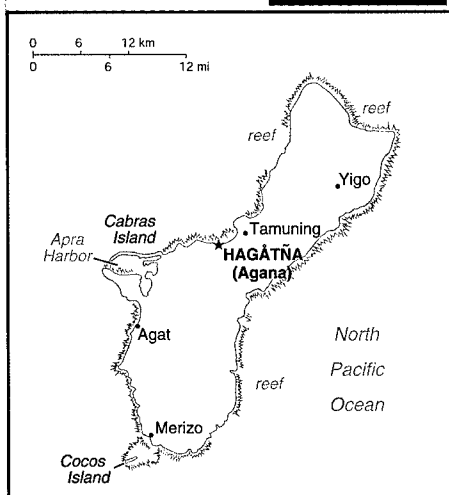 0 6 12 km
0 6 12 mi
reef
reef
Yigo
Cabras
Island
Tamuning
Apra
Harbor
HAGÅTÑA
(Agana)
Agat
North
Pacific
Ocean
reef
Merizo
Cocos
Island